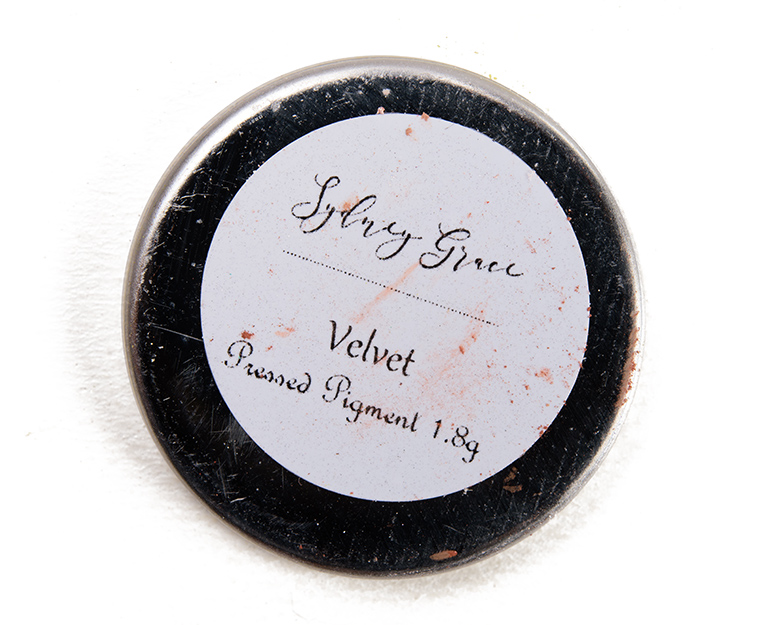 Sydney Grace
Velvet
Pressed Pigment 1.8g